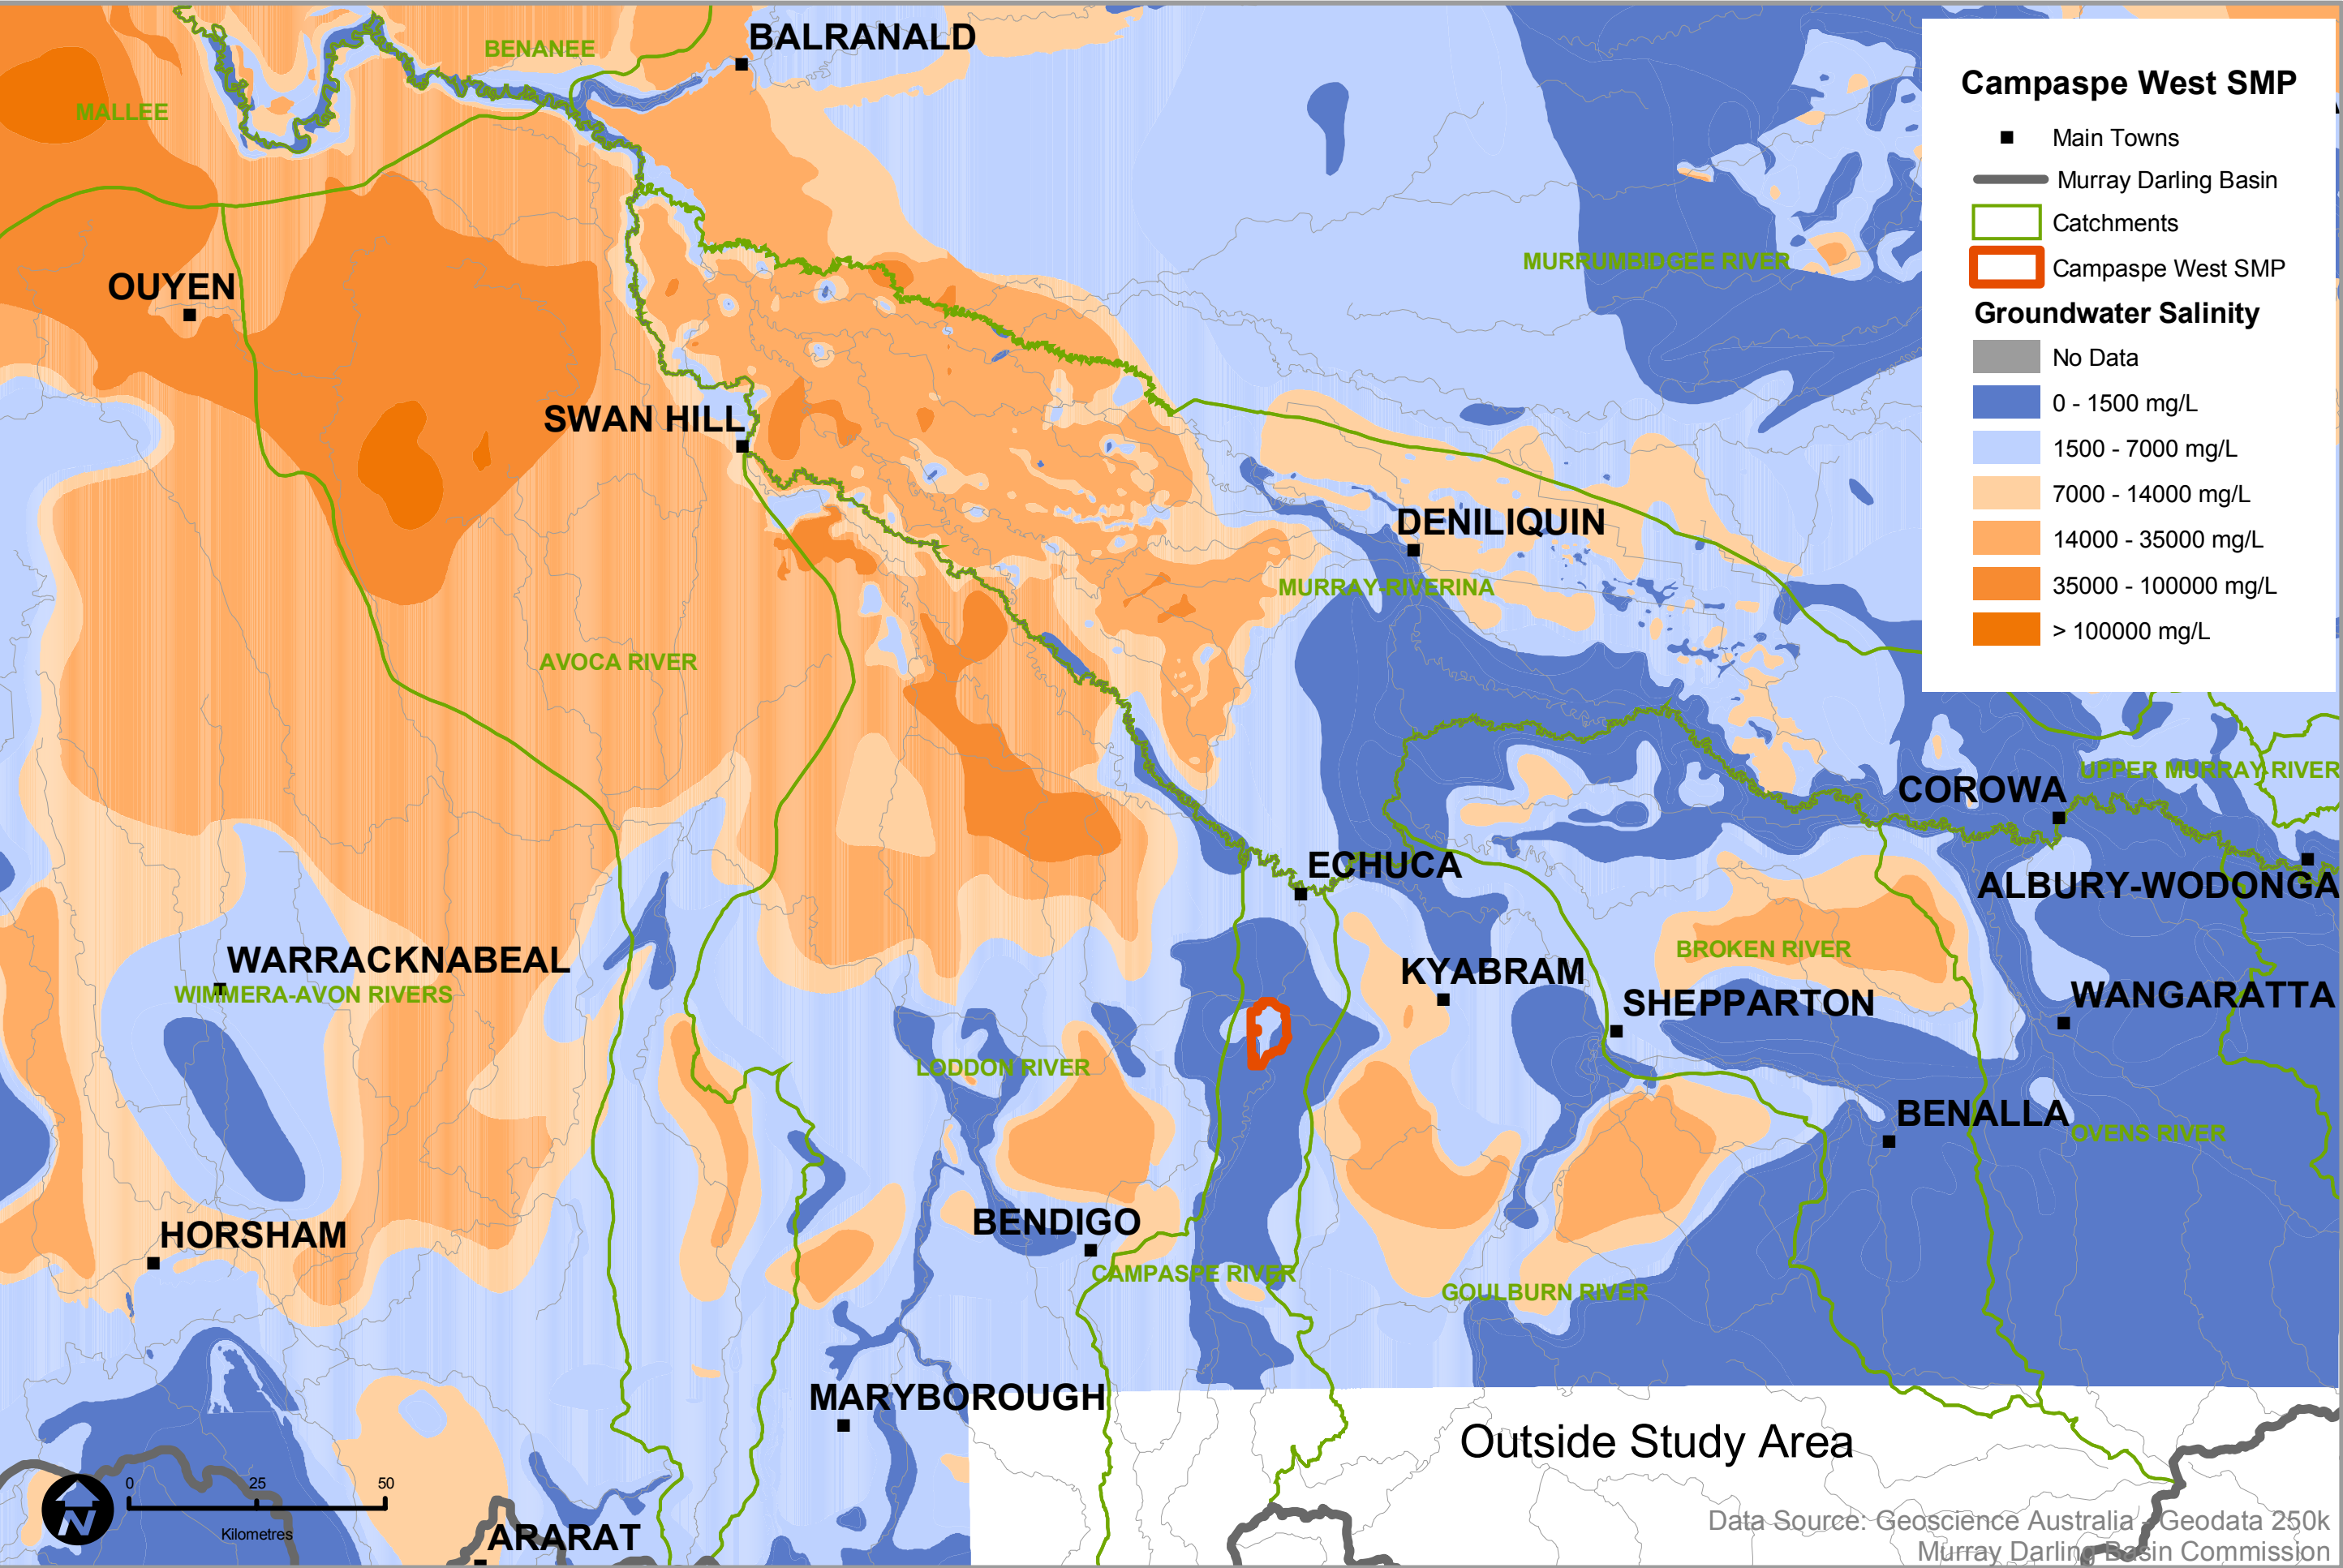 BALRANALD
BENANEE
MALLEE
OUYEN
MURRUMBIDGEE RIVER
SWAN HILL
DENILIQUIN
MURRAY-RIVERINA
AVOCA RIVER
UPPER MURRAY RIVER
COROWA
ECHUCA
ALBURY-WODONGA
WARRACKNABEAL
WIMMERA-AVON RIVERS
BROKEN RIVER
KYABRAM
SHEPPARTON
WANGARATTA
LODDON RIVER
BENALLA
OVENS RIVER
HORSHAM
BENDIGO
CAMPASPE RIVER
GOULBURN RIVER
MARYBOROUGH
Outside Study Area
ARARAT
N
0 25 50
Kilometres
Campaspe West SMP
Main Towns
Murray Darling Basin
Catchments
Campaspe West SMP
Groundwater Salinity
No Data
0 - 1500 mg/L
1500 - 7000 mg/L
7000 - 14000 mg/L
14000 - 35000 mg/L
35000 - 100000 mg/L
> 100000 mg/L
Data Source: Geoscience Australia - Geodata 250k
Murray Darling Basin Commission